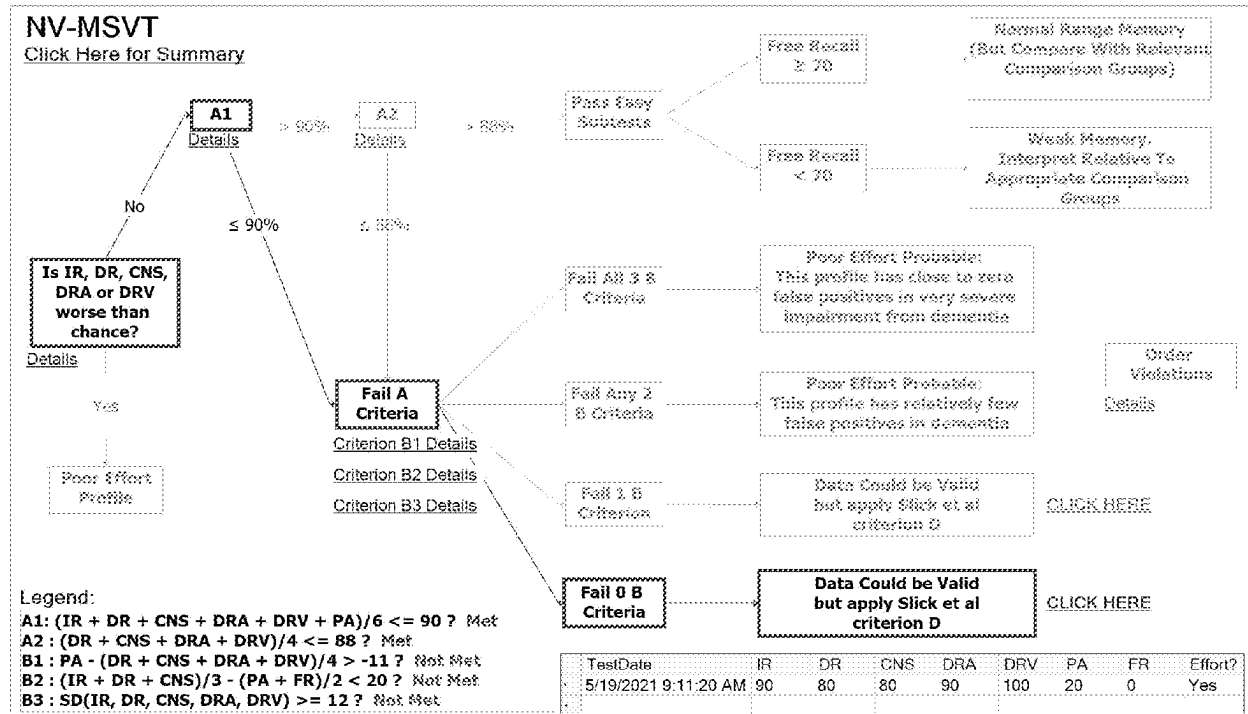 NV-MSVT
Click Here for Summary
A1
Details
> 90%
A2
Details
> 88%
Pass Easy
Subtests
Free Recall
≥ 70
Normal Range Memory
(But Compare With Relevant
Comparison Groups)
Free Recall
< 70
Weak Memory.
Interpret Relative To
Appropriate Comparison
Groups
No
≤ 90%
≤ 88%
Is IR, DR, CNS,
DRA or DRV
worse than
chance?
Details
Yes
Poor Effort
Profile
Fail A
Criteria
Criterion B1 Details
Criterion B2 Details
Criterion B3 Details
Fail All 3 B
Criteria
Poor Effort Probable:
This profile has close to zero
false positives in very severe
impairment from dementia
Fail Any 2
B Criteria
Poor Effort Probable:
This profile has relatively few
false positives in dementia
Order
Violations
Details
Fail 1 B
Criterion
Data Could be Valid
but apply Slick et al
criterion D
CLICK HERE
Fail 0 B
Criteria
Data Could be Valid
but apply Slick et al
criterion D
CLICK HERE
Legend:
A1: (IR + DR + CNS + DRA + DRV + PA)/6 <= 90 ? Met
A2 : (DR + CNS + DRA + DRV)/4 <= 88 ? Met
B1 : PA - (DR + CNS + DRA + DRV)/4 > -11 ? Not Met
B2 : (IR + DR + CNS)/3 - (PA + FR)/2 < 20 ? Not Met
B3 : SD(IR, DR, CNS, DRA, DRV) >= 12 ? Not Met
TestDate IR DR CNS DRA DRV PA FR Effort?
5/19/2021 9:11:20 AM 90 80 80 90 100 20 0 Yes